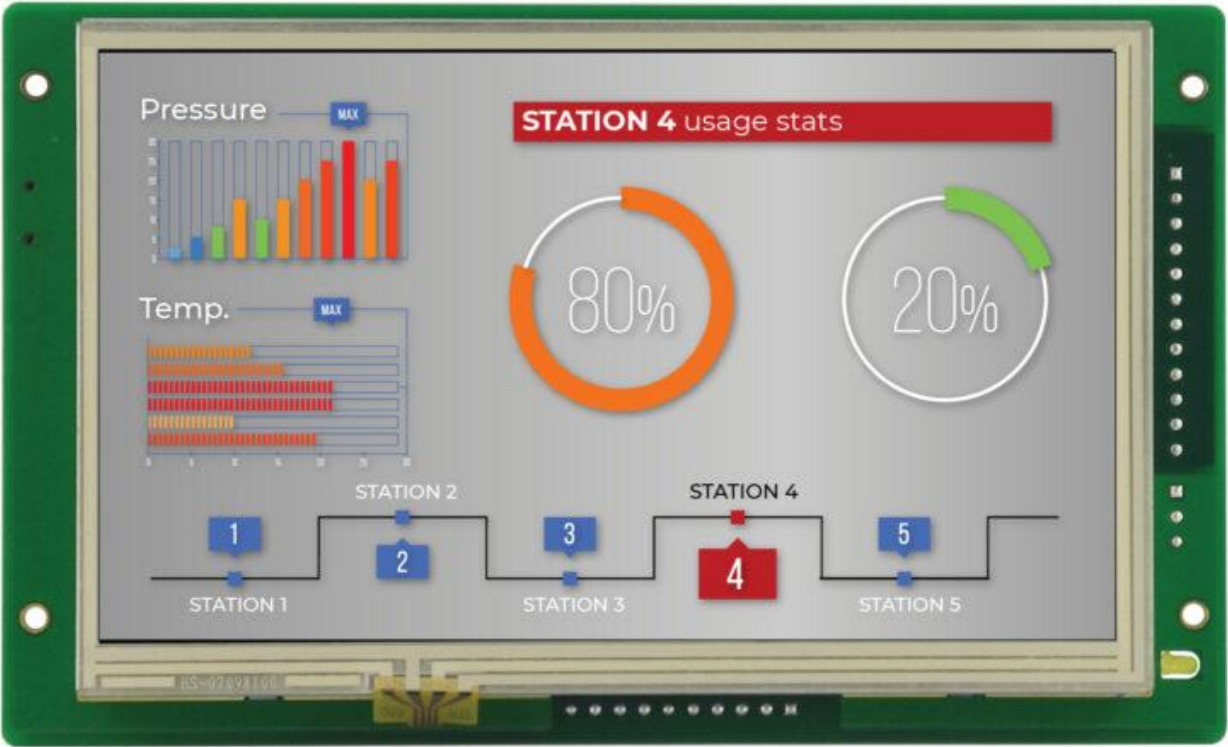 Pressure
MAX
STATION 4 usage stats
80%
20%
Temp.
MAX
STATION 2
STATION 4
1
3
5
2
4
STATION 1
STATION 3
STATION 5